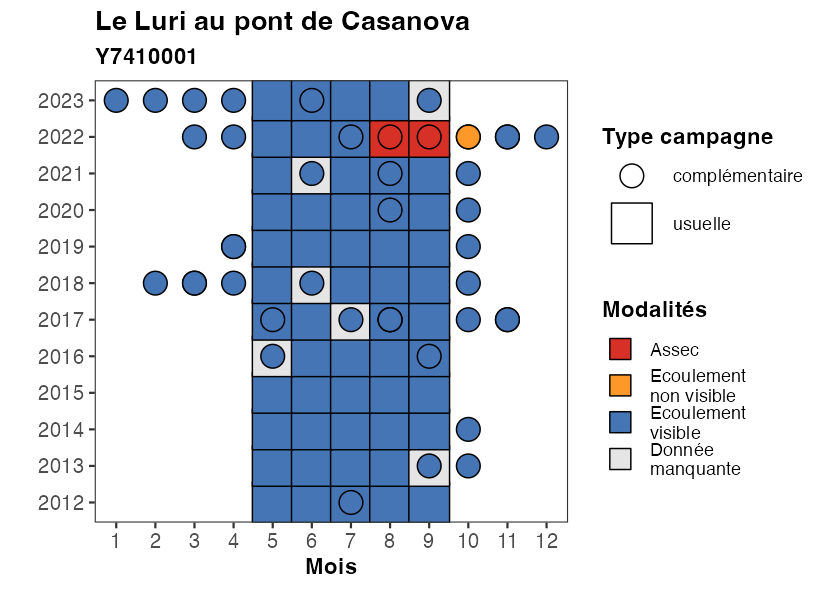 Le Luri au pont de Casanova
Y7410001
2023
2022
2021
2020
2019
2018
2017
2016
2015
2014
2013
2012
1 2 3 4 5 6 7 8 9 10 11 12
Mois
Type campagne
complémentaire
usuelle
Modalités
Assec
Ecoulement
non visible
Ecoulement
visible
Donnée
manquante